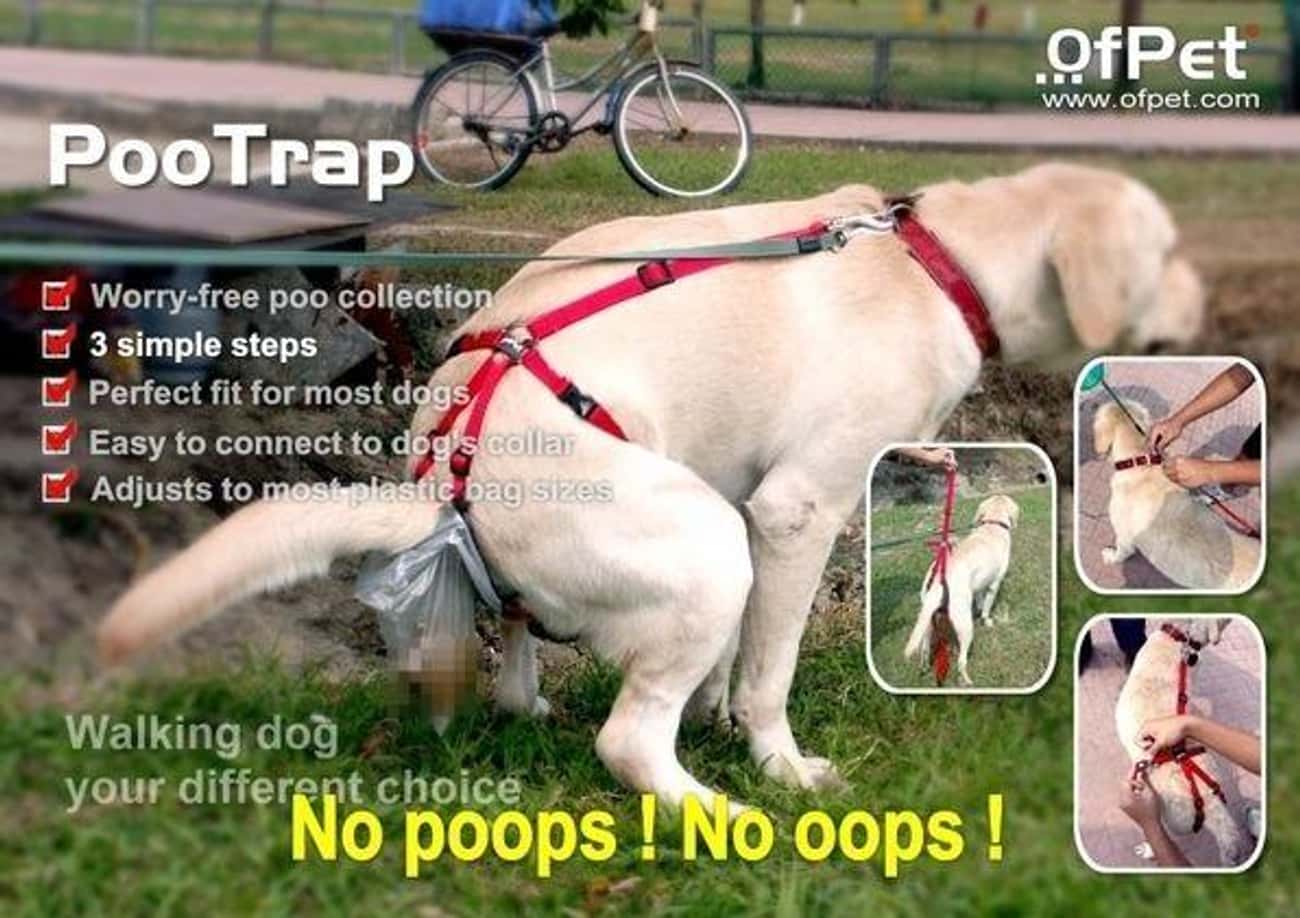 OfPet
www.ofpet.com
PooTrap
Worry-free poo collection
3 simple steps
Perfect fit for most dogs
Easy to connect to dog's collar
Adjusts to most plastic bag sizes
Walking dog
your different choice
No poops ! No oops !